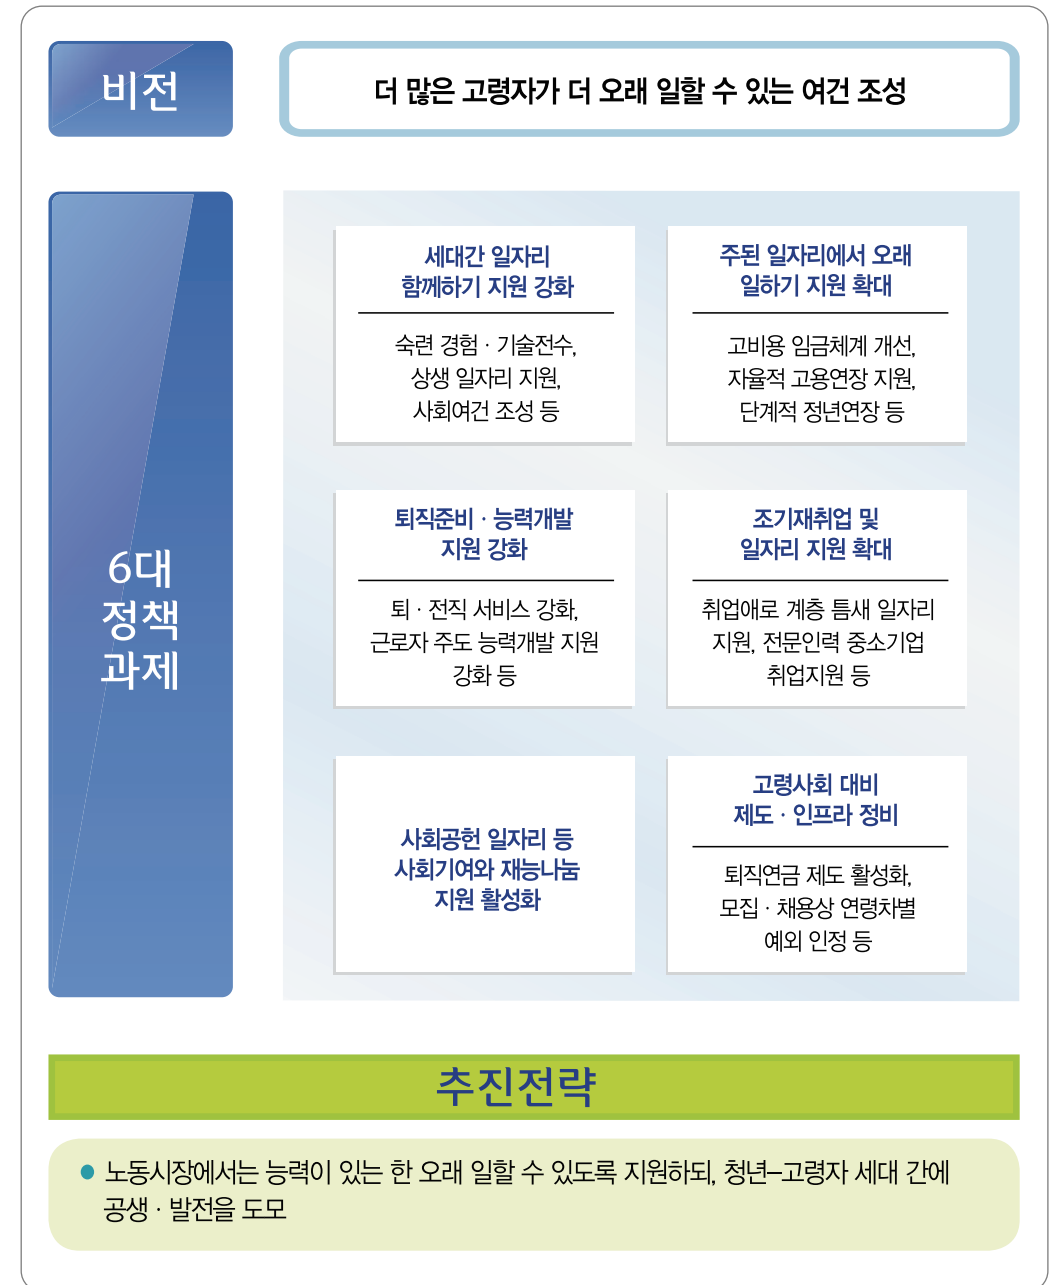 비전
더 많은 고령자가 더 오래 일할 수 있는 여건 조성
6대
정책
과제
세대간 일자리
함께하기 지원 강화
숙련 경험 · 기술전수,
상생 일자리 지원,
사회여건 조성 등
주된 일자리에서 오래
일하기 지원 확대
고비용 임금체계 개선,
자율적 고용연장 지원,
단계적 정년연장 등
퇴직준비 · 능력개발
지원 강화
퇴 · 전직 서비스 강화,
근로자 주도 능력개발 지원
강화 등
조기재취업 및
일자리 지원 확대
취업애로 계층 틈새 일자리
지원, 전문인력 중소기업
취업지원 등
사회공헌 일자리 등
사회기여와 재능나눔
지원 활성화
고령사회 대비
제도 · 인프라 정비
퇴직연금 제도 활성화,
모집 · 채용상 연령차별
예외 인정 등
추진전략
● 노동시장에서는 능력이 있는 한 오래 일할 수 있도록 지원하되, 청년–고령자 세대 간에
공생 · 발전을 도모